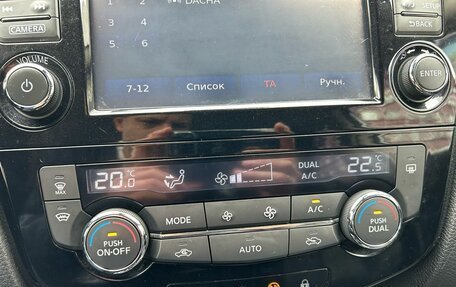 DACHA
SETUP
CAMERA
BACK
1 2
3 4
5 6
VOLUME
ENTER
7-12 Список TA Ручн.
20.0 °C DUAL A/C 22.5 °C
MAX
MODE A/C
PUSH ON-OFF
AUTO
PUSH DUAL